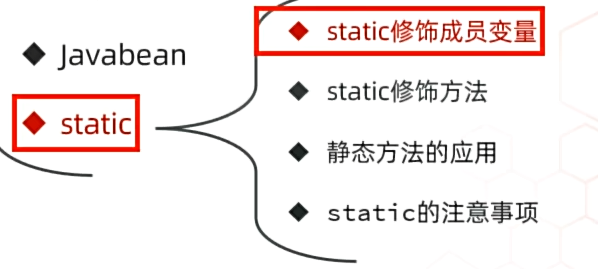 Javabean
static
static修饰成员变量
static修饰方法
静态方法的应用
static的注意事项